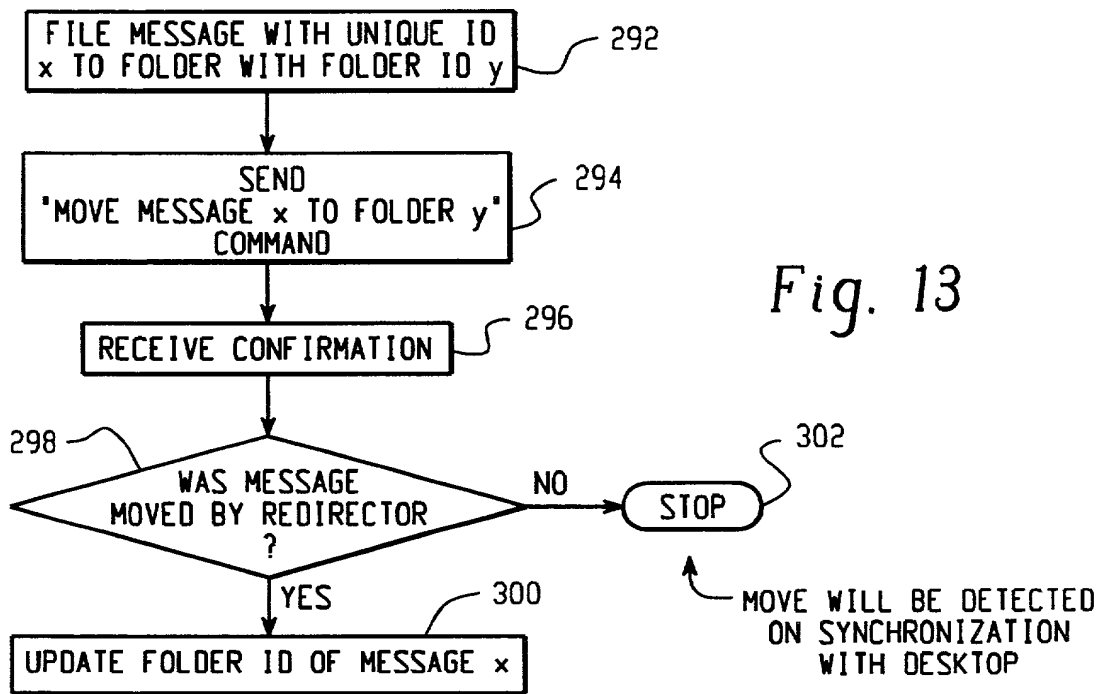 FILE MESSAGE WITH UNIQUE ID
x TO FOLDER WITH FOLDER ID y
292
SEND
"MOVE MESSAGE x TO FOLDER y"
COMMAND
294
Fig. 13
RECEIVE CONFIRMATION
296
298
WAS MESSAGE
MOVED BY REDIRECTOR
?
NO
STOP
302
YES
300
UPDATE FOLDER ID OF MESSAGE x
MOVE WILL BE DETECTED
ON SYNCHRONIZATION
WITH DESKTOP